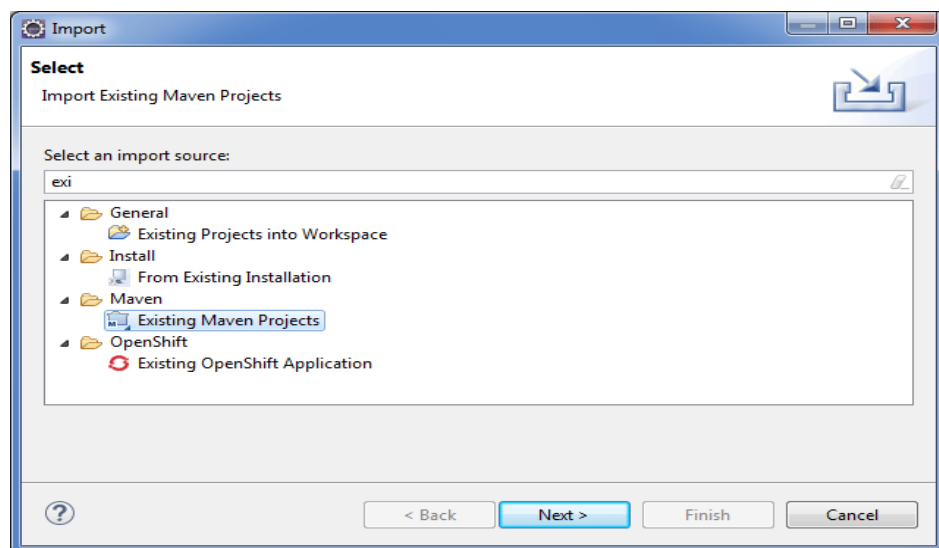 Import
Select
Import Existing Maven Projects
Select an import source:
exi
General
Existing Projects into Workspace
Install
From Existing Installation
Maven
Existing Maven Projects
OpenShift
Existing OpenShift Application
? < Back Next > Finish Cancel